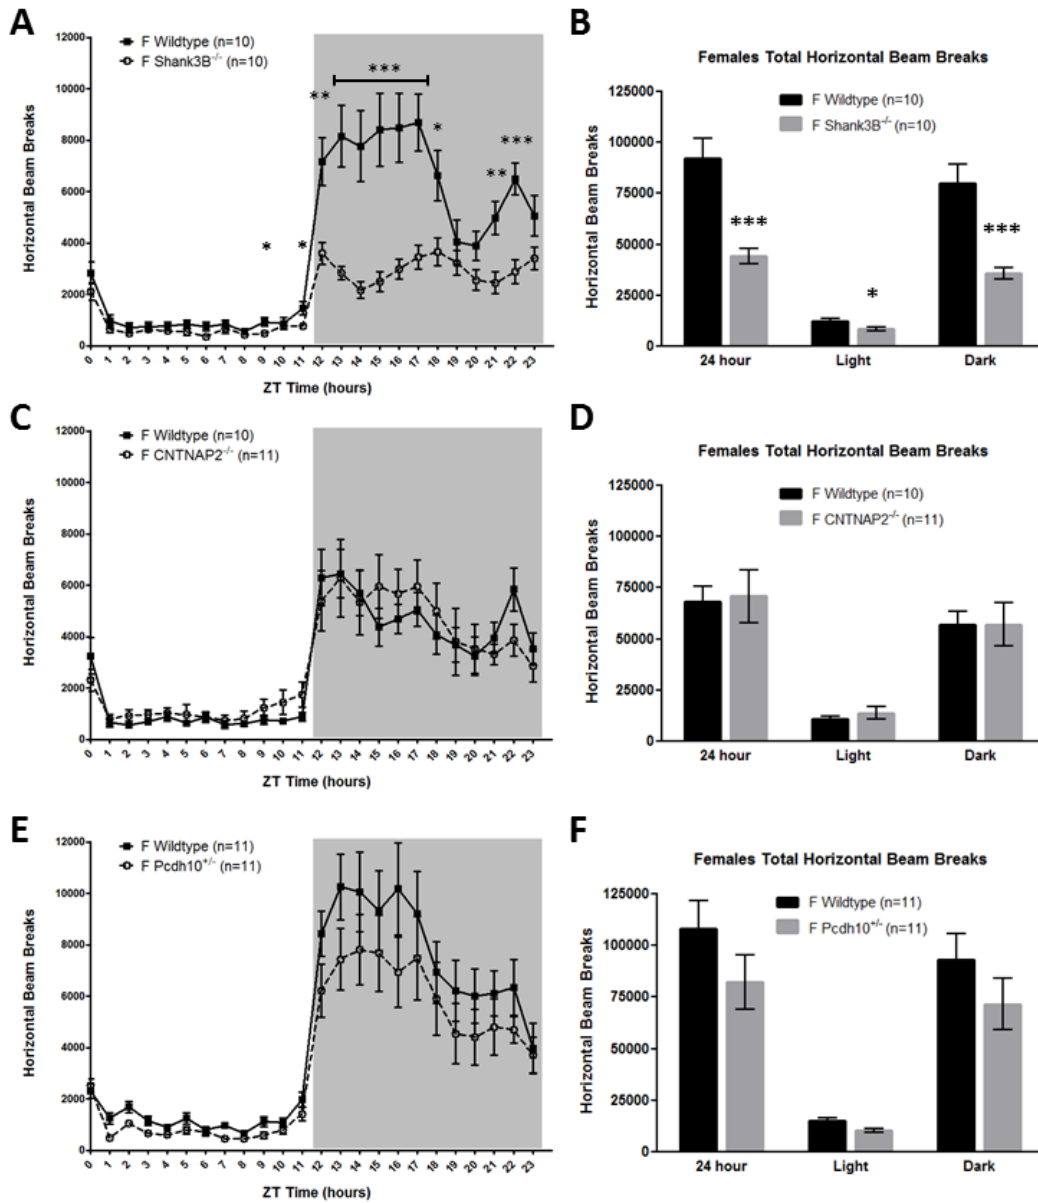 A
F Wildtype (n=10)
F Shank3B-/- (n=10)
Horizontal Beam Breaks
12000
10000
8000
6000
4000
2000
0
*
*
**
***
*
**
***
0 1 2 3 4 5 6 7 8 9 10 11 12 13 14 15 16 17 18 19 20 21 22 23
ZT Time (hours)
B
Females Total Horizontal Beam Breaks
F Wildtype (n=10)
F Shank3B-/- (n=10)
Horizontal Beam Breaks
125000
100000
75000
50000
25000
0
***
*
***
24 hour Light Dark
C
F Wildtype (n=10)
F CNTNAP2-/- (n=11)
Horizontal Beam Breaks
12000
10000
8000
6000
4000
2000
0
0 1 2 3 4 5 6 7 8 9 10 11 12 13 14 15 16 17 18 19 20 21 22 23
ZT Time (hours)
D
Females Total Horizontal Beam Breaks
F Wildtype (n=10)
F CNTNAP2-/- (n=11)
Horizontal Beam Breaks
125000
100000
75000
50000
25000
0
24 hour Light Dark
E
F Wildtype (n=11)
F Pcdh10+/- (n=11)
Horizontal Beam Breaks
12000
10000
8000
6000
4000
2000
0
0 1 2 3 4 5 6 7 8 9 10 11 12 13 14 15 16 17 18 19 20 21 22 23
ZT Time (hours)
F
Females Total Horizontal Beam Breaks
F Wildtype (n=11)
F Pcdh10+/- (n=11)
Horizontal Beam Breaks
125000
100000
75000
50000
25000
0
24 hour Light Dark